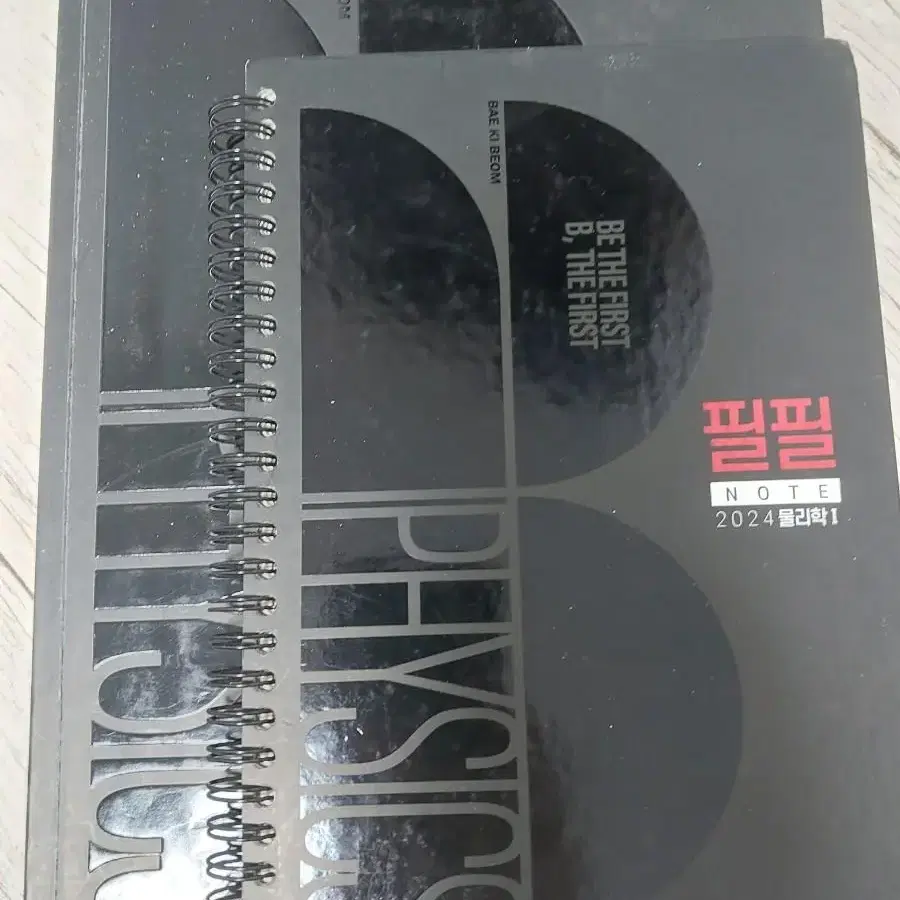 BAE KI BEOM
BE THE FIRST
B, THE FIRST
필필
NOTE
2024 물리학 I
PHYSICS